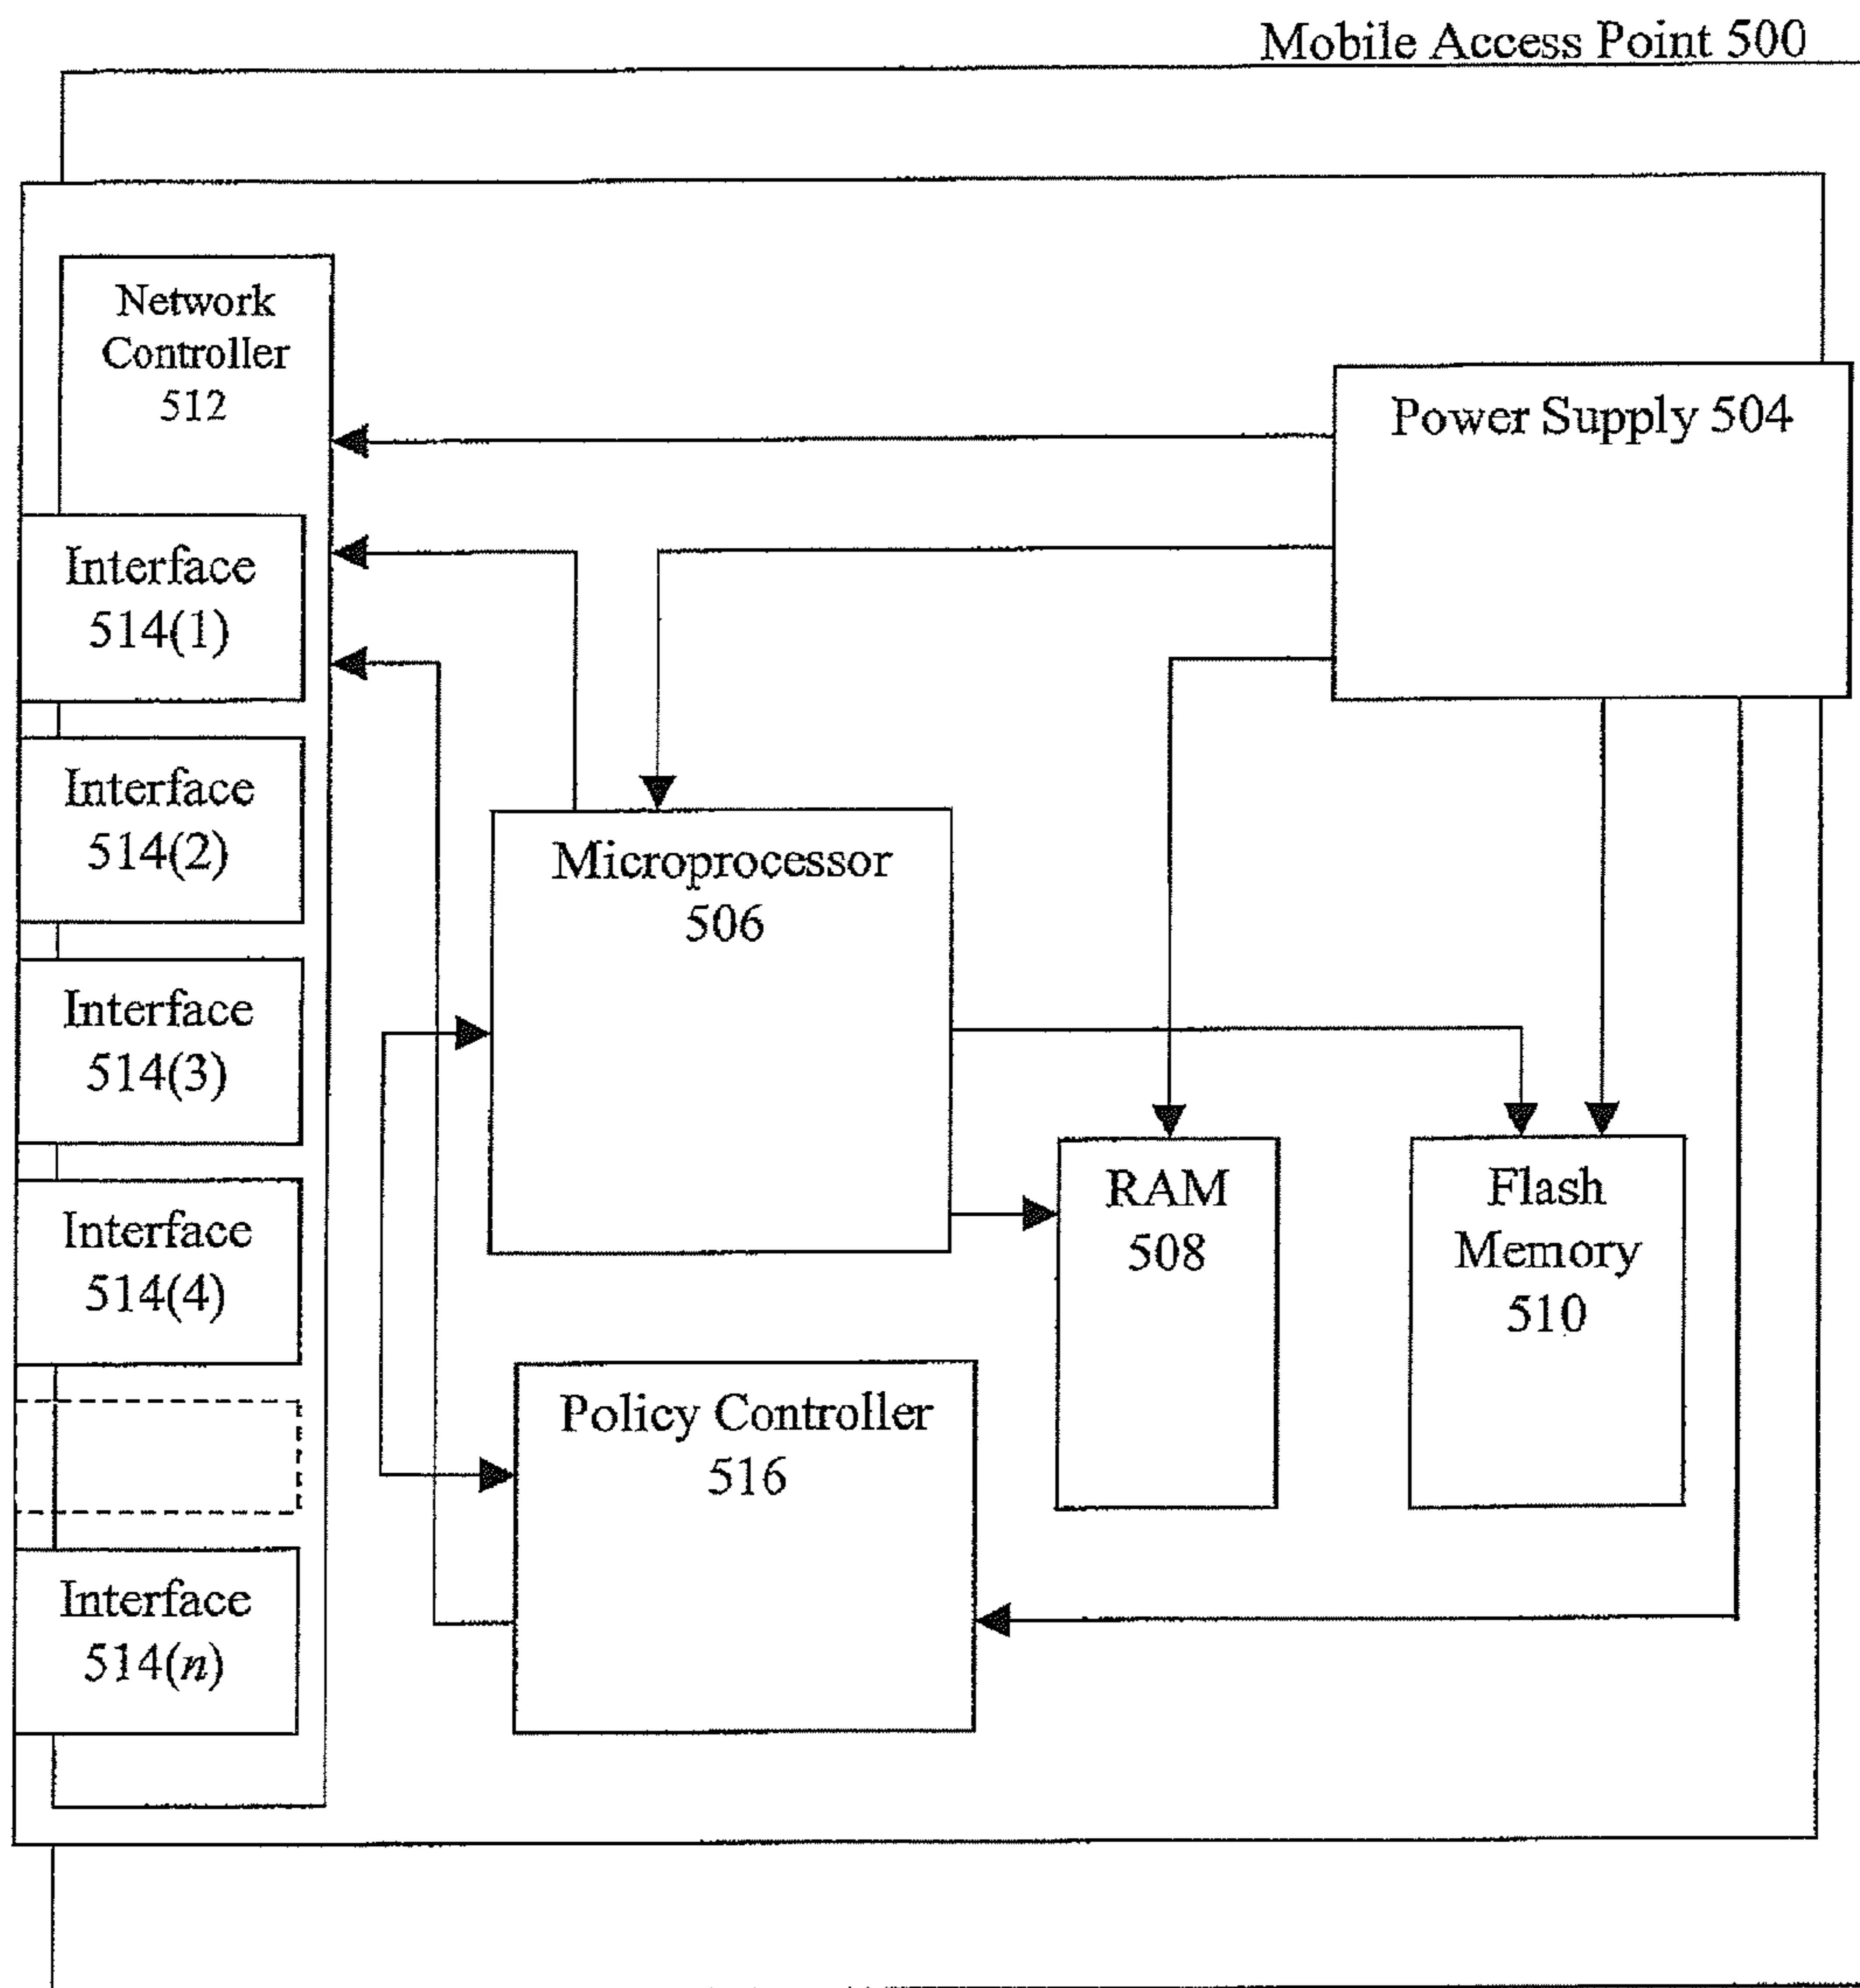 Mobile Access Point 500
Network
Controller
512
Power Supply 504
Interface
514(1)
Interface
514(2)
Microprocessor
506
Interface
514(3)
RAM
508
Flash
Memory
510
Interface
514(4)
Policy Controller
516
Interface
514(n)